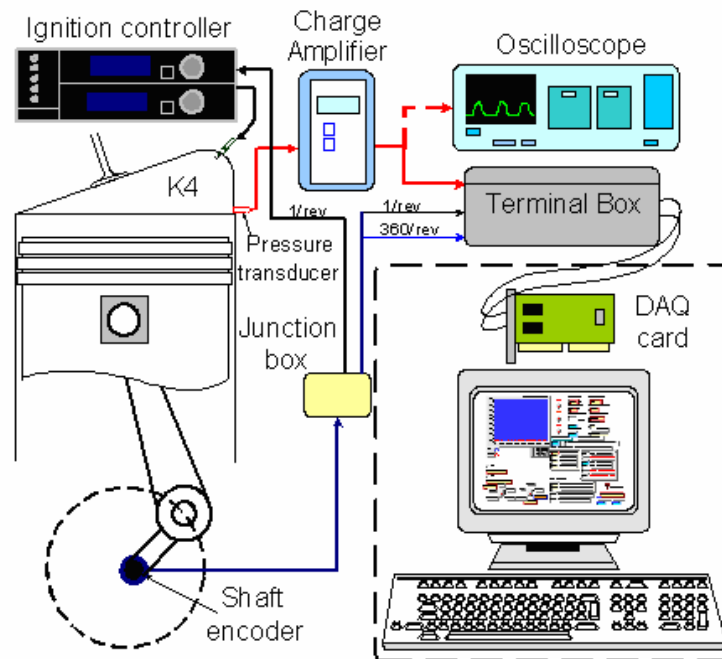 Ignition controller
Charge
Amplifier
Oscilloscope
K4
1/rev
1/rev
360/rev
Terminal Box
Pressure
transducer
Junction
box
DAQ
card
Shaft
encoder